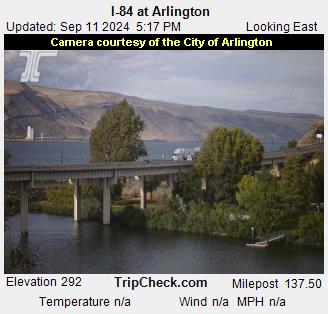 I-84 at Arlington
Updated: Sep 11 2024 5:17 PM Looking East
Camera courtesy of the City of Arlington
Elevation 292 TripCheck.com Milepost 137.50
Temperature n/a Wind n/a MPH n/a